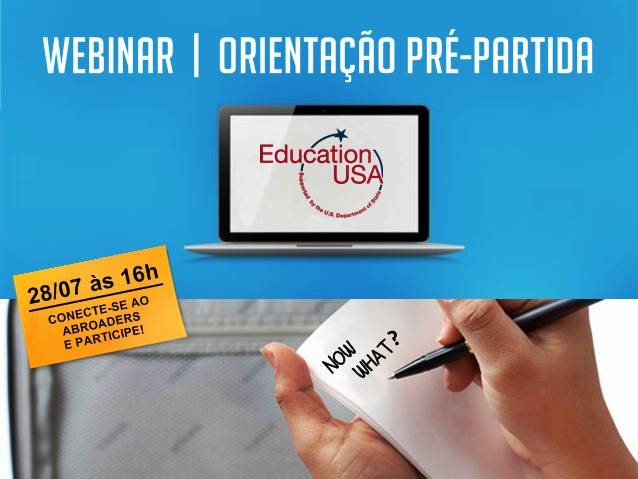 WEBINAR | ORIENTAÇÃO PRÉ-PARTIDA
Education
USA
Supported by the U.S. Department of State
28/07 às 16h
CONECTE-SE AO
ABROADERS
E PARTICIPE!
NOW
WHAT?